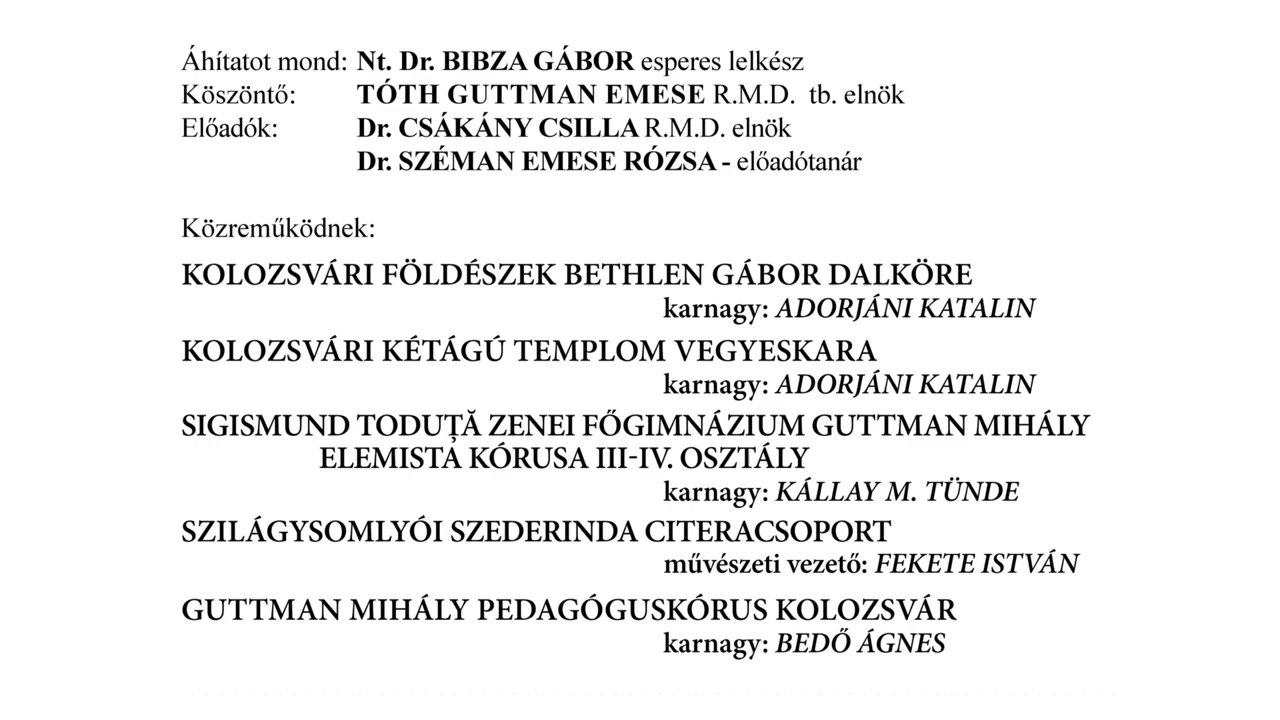 Áhítatot mond: Nt. Dr. BIBZA GÁBOR esperes lelkész
Köszöntő: TÓTH GUTTMAN EMESE R.M.D. tb. elnök
Előadók: Dr. CSÁKÁNY CSILLA R.M.D. elnök
Dr. SZÉMAN EMESE RÓZSA - előadótanár
Közreműködnek:
KOLOZSVÁRI FÖLDÉSZEK BETHLEN GÁBOR DALKÖRE
karnagy: ADORJÁNI KATALIN
KOLOZSVÁRI KÉTÁGÚ TEMPLOM VEGYESKARA
karnagy: ADORJÁNI KATALIN
SIGISMUND TODUȚĂ ZENEI FŐGIMNÁZIUM GUTTMAN MIHÁLY
ELEMISTA KÓRUSA III-IV. OSZTÁLY
karnagy: KÁLLAY M. TÜNDE
SZILÁGYSOMLYÓI SZEDERINDA CITERACSOPORT
művészeti vezető: FEKETE ISTVÁN
GUTTMAN MIHÁLY PEDAGÓGUSKÓRUS KOLOZSVÁR
karnagy: BEDŐ ÁGNES